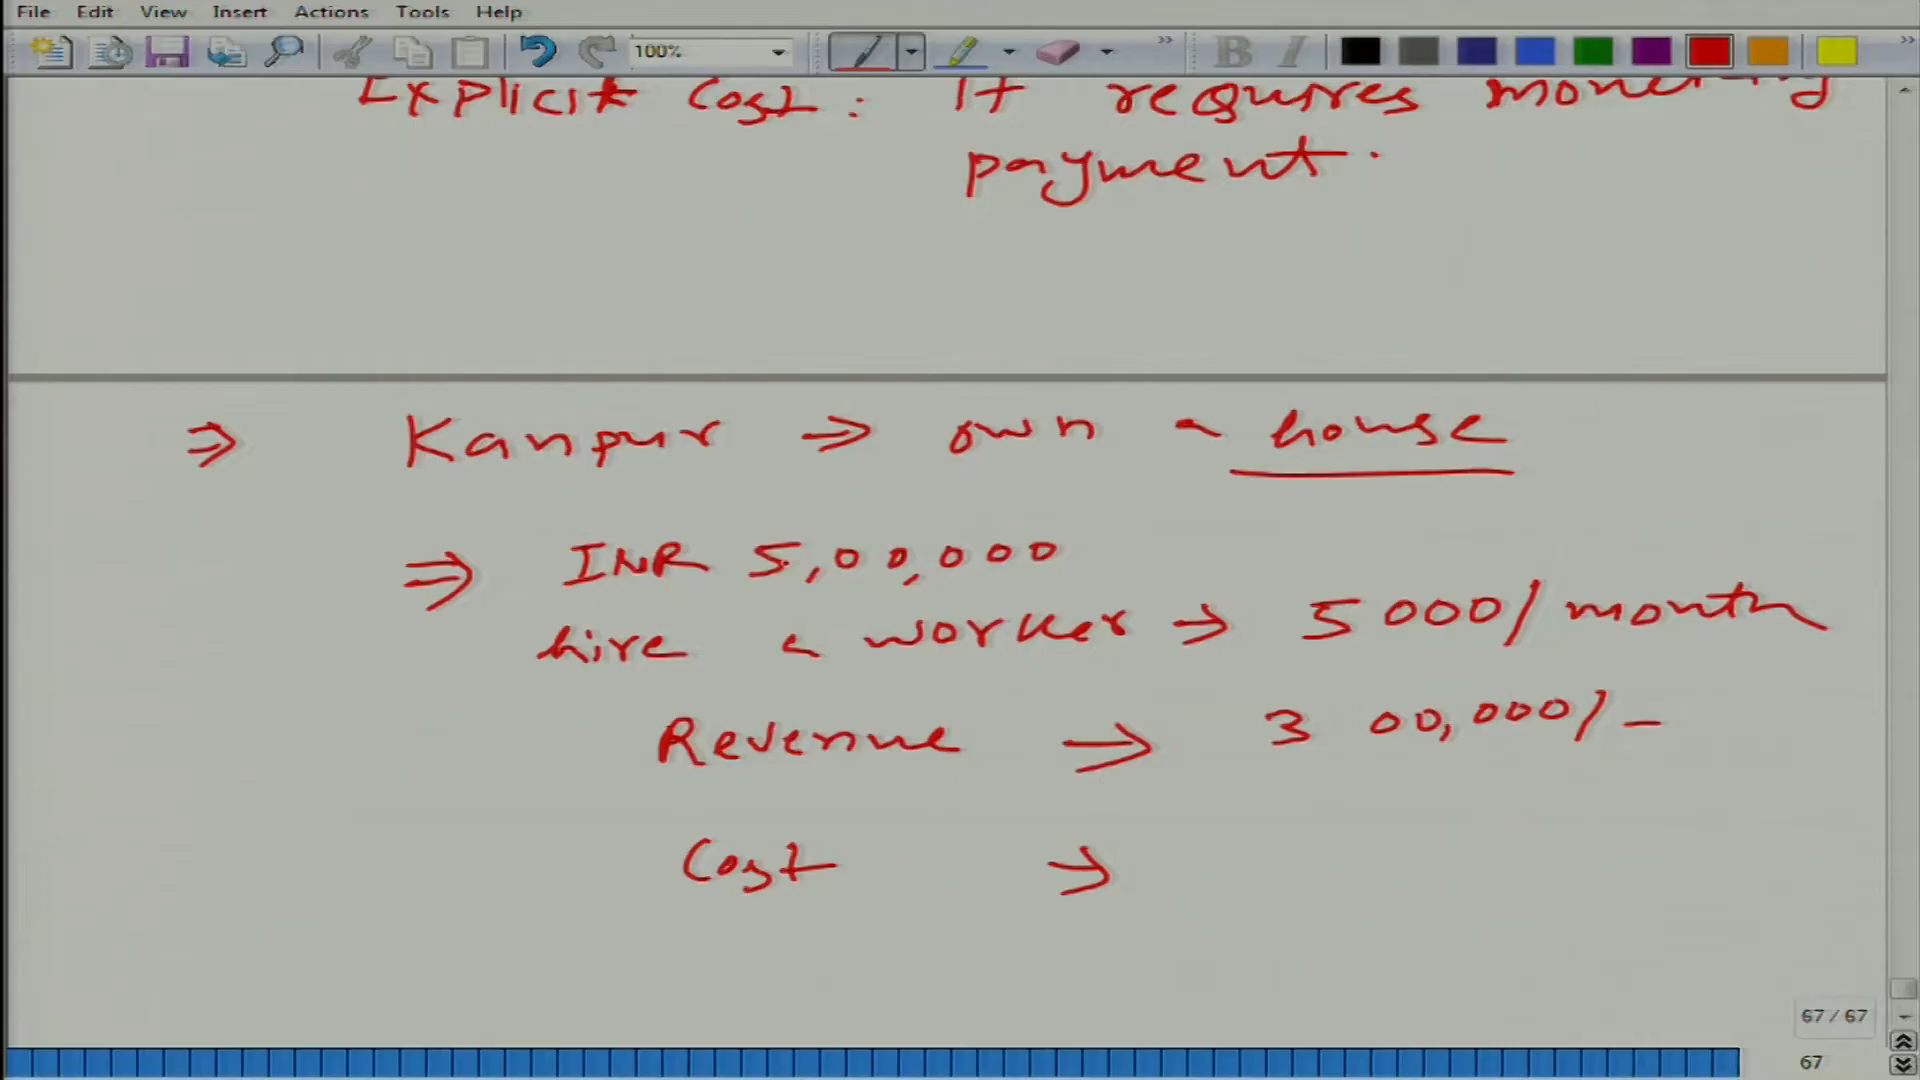 File Edit View Insert Actions Tools Help
100% B I
Explicit Cost : It requires monetary
payment.
⇒ Kanpur ⇒ own a house
⇒ INR 5,00,000
hire a worker → 5000/month
Revenue → 3 00,000/-
Cost →
67 / 67
67